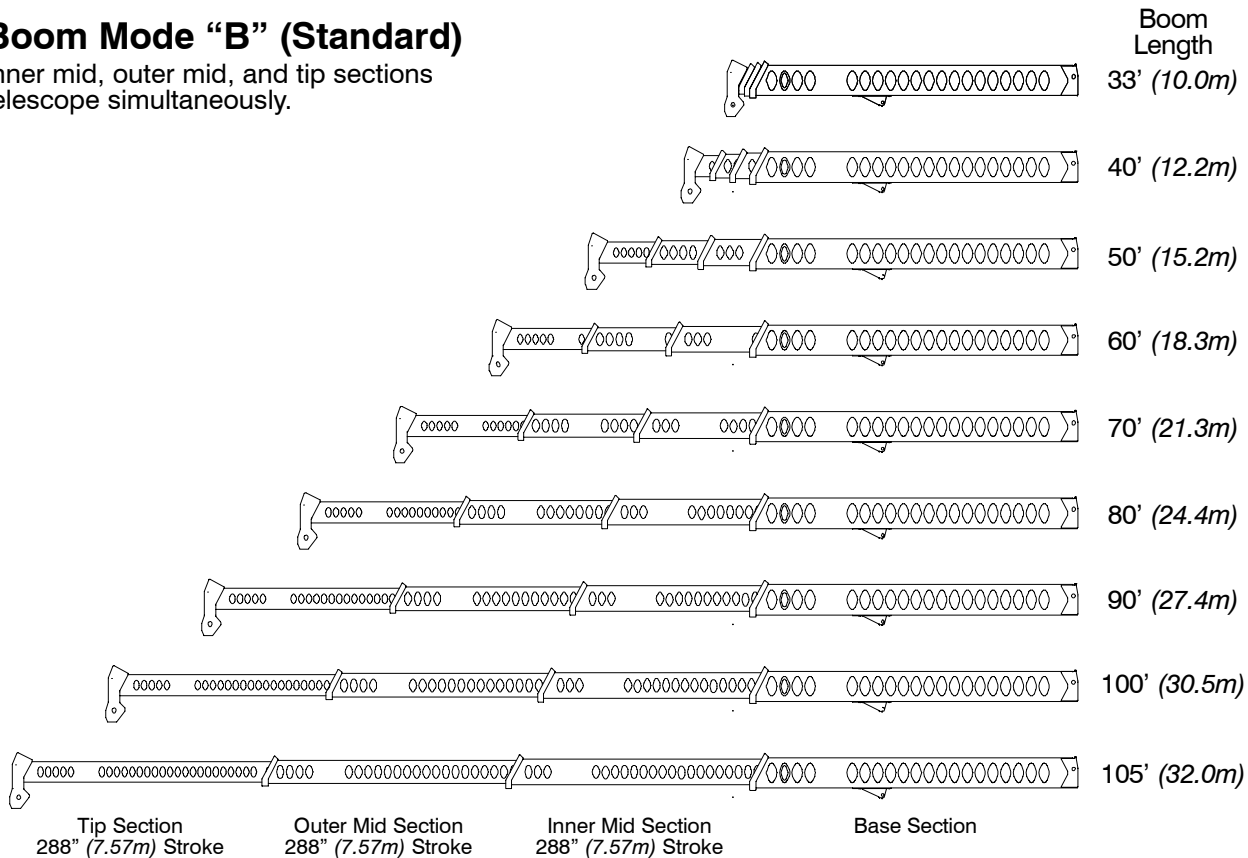 Boom Mode “B” (Standard)
nner mid, outer mid, and tip sections
elescope simultaneously.
Boom
Length
33’ (10.0m)
40’ (12.2m)
50’ (15.2m)
60’ (18.3m)
70’ (21.3m)
80’ (24.4m)
90’ (27.4m)
100’ (30.5m)
105’ (32.0m)
Tip Section
288” (7.57m) Stroke
Outer Mid Section
288” (7.57m) Stroke
Inner Mid Section
288” (7.57m) Stroke
Base Section